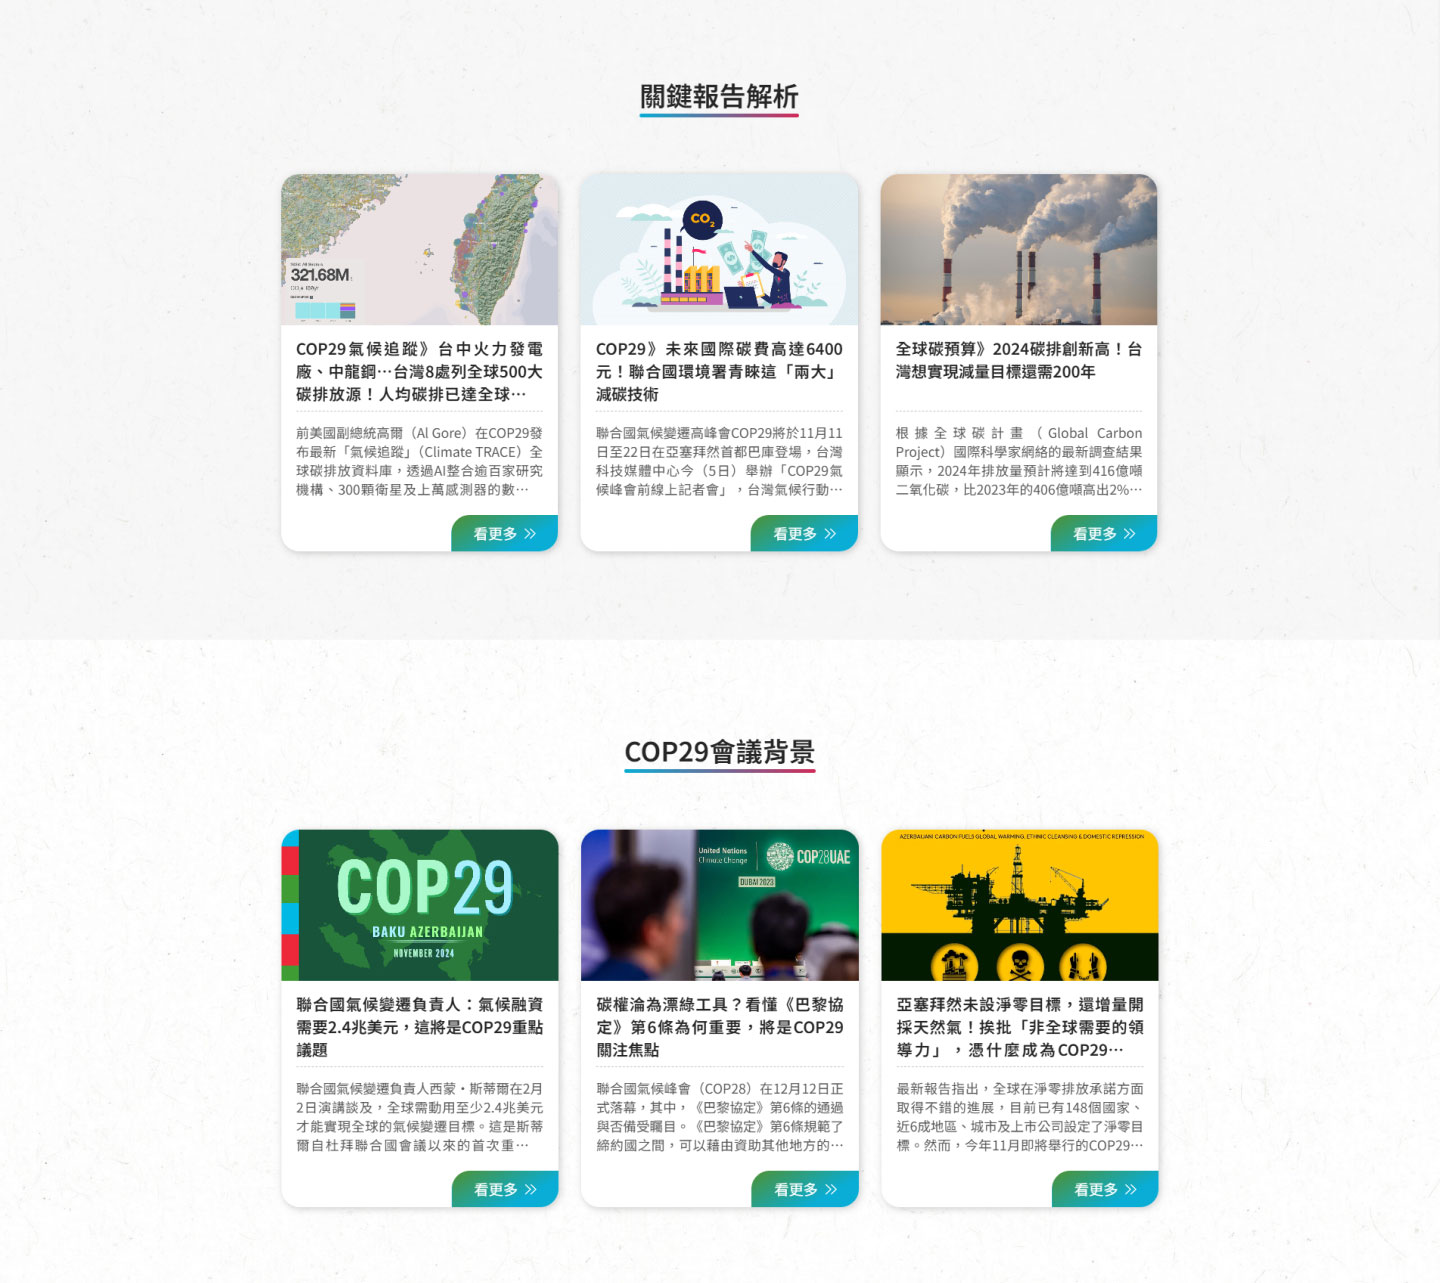 關鍵報告解析
321.68M
CO₂
COP29氣候追蹤》台中火力發電
廠、中龍鋼…台灣8處列全球500大
碳排放源！人均碳排已達全球…
前美國副總統高爾（Al Gore）在COP29發
布最新「氣候追蹤」（Climate TRACE）全
球碳排放資料庫，透過AI整合逾百家研究
機構、300顆衛星及上萬感測器的數…
看更多
COP29》未來國際碳費高達6400
元！聯合國環境署青睞這「兩大」
減碳技術
聯合國氣候變遷高峰會COP29將於11月11
日至22日在亞塞拜然首都巴庫登場，台灣
科技媒體中心今（5日）舉辦「COP29氣
候峰會前線上記者會」，台灣氣候行動…
看更多
全球碳預算》2024碳排創新高！台
灣想實現減量目標還需200年
根據全球碳計畫（Global Carbon
Project）國際科學家網絡的最新調查結果
顯示，2024年排放量預計將達到416億噸
二氧化碳，比2023年的406億噸高出2%…
看更多
COP29會議背景
COP29
BAKU AZERBAIJAN
NOVEMBER 2024
聯合國氣候變遷負責人：氣候融資
需要2.4兆美元，這將是COP29重點
議題
聯合國氣候變遷負責人西蒙・斯蒂爾在2月
2日演講談及，全球需動用至少2.4兆美元
才能實現全球的氣候變遷目標。這是斯蒂
爾自杜拜聯合國會議以來的首次重…
看更多
United Nations
Climate Change
COP28UAE
DUBAI 2023
碳權淪為漂綠工具？看懂《巴黎協
定》第6條為何重要，將是COP29
關注焦點
聯合國氣候峰會（COP28）在12月12日正
式落幕，其中，《巴黎協定》第6條的通過
與否備受矚目。《巴黎協定》第6條規範了
締約國之間，可以藉由資助其他地方的…
看更多
AZERBAIJANI CARBON FUELS GLOBAL WARMING, ETHNIC CLEANSING & DOMESTIC REPRESSION
亞塞拜然未設淨零目標，還增量開
採天然氣！挨批「非全球需要的領
導力」，憑什麼成為COP29…
最新報告指出，全球在淨零排放承諾方面
取得不錯的進展，目前已有148個國家、
近6成地區、城市及上市公司設定了淨零目
標。然而，今年11月即將舉行的COP29…
看更多